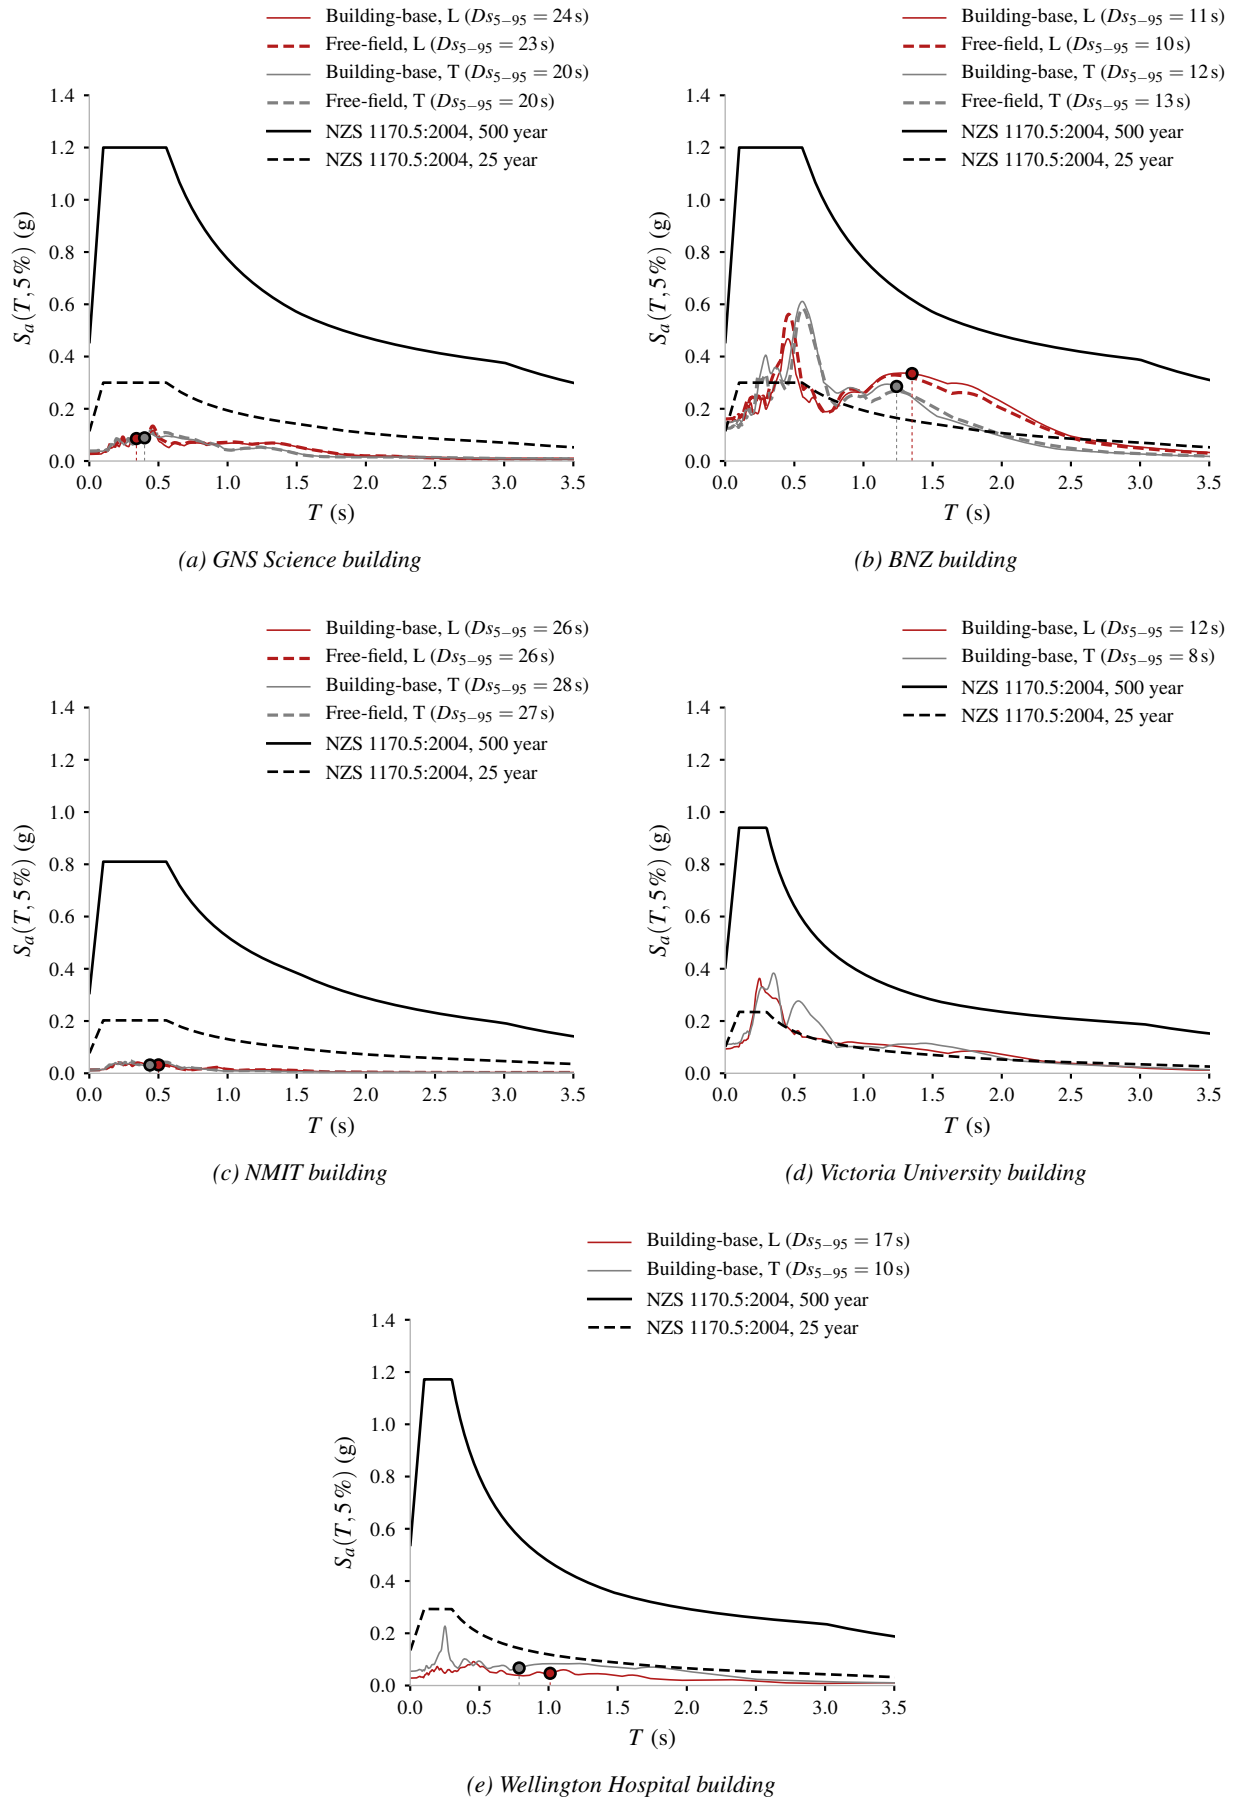 Building-base, L (Ds5−95 = 24 s)
Free-field, L (Ds5−95 = 23 s)
Building-base, T (Ds5−95 = 20 s)
Free-field, T (Ds5−95 = 20 s)
NZS 1170.5:2004, 500 year
NZS 1170.5:2004, 25 year
1.4
1.2
1.0
0.8
0.6
0.4
0.2
0.0
Sa(T, 5%) (g)
0.0 0.5 1.0 1.5 2.0 2.5 3.0 3.5
T (s)
(a) GNS Science building
Building-base, L (Ds5−95 = 11 s)
Free-field, L (Ds5−95 = 10 s)
Building-base, T (Ds5−95 = 12 s)
Free-field, T (Ds5−95 = 13 s)
NZS 1170.5:2004, 500 year
NZS 1170.5:2004, 25 year
1.4
1.2
1.0
0.8
0.6
0.4
0.2
0.0
Sa(T, 5%) (g)
0.0 0.5 1.0 1.5 2.0 2.5 3.0 3.5
T (s)
(b) BNZ building
Building-base, L (Ds5−95 = 26 s)
Free-field, L (Ds5−95 = 26 s)
Building-base, T (Ds5−95 = 28 s)
Free-field, T (Ds5−95 = 27 s)
NZS 1170.5:2004, 500 year
NZS 1170.5:2004, 25 year
1.4
1.2
1.0
0.8
0.6
0.4
0.2
0.0
Sa(T, 5%) (g)
0.0 0.5 1.0 1.5 2.0 2.5 3.0 3.5
T (s)
(c) NMIT building
Building-base, L (Ds5−95 = 12 s)
Building-base, T (Ds5−95 = 8 s)
NZS 1170.5:2004, 500 year
NZS 1170.5:2004, 25 year
1.4
1.2
1.0
0.8
0.6
0.4
0.2
0.0
Sa(T, 5%) (g)
0.0 0.5 1.0 1.5 2.0 2.5 3.0 3.5
T (s)
(d) Victoria University building
Building-base, L (Ds5−95 = 17 s)
Building-base, T (Ds5−95 = 10 s)
NZS 1170.5:2004, 500 year
NZS 1170.5:2004, 25 year
1.4
1.2
1.0
0.8
0.6
0.4
0.2
0.0
Sa(T, 5%) (g)
0.0 0.5 1.0 1.5 2.0 2.5 3.0 3.5
T (s)
(e) Wellington Hospital building